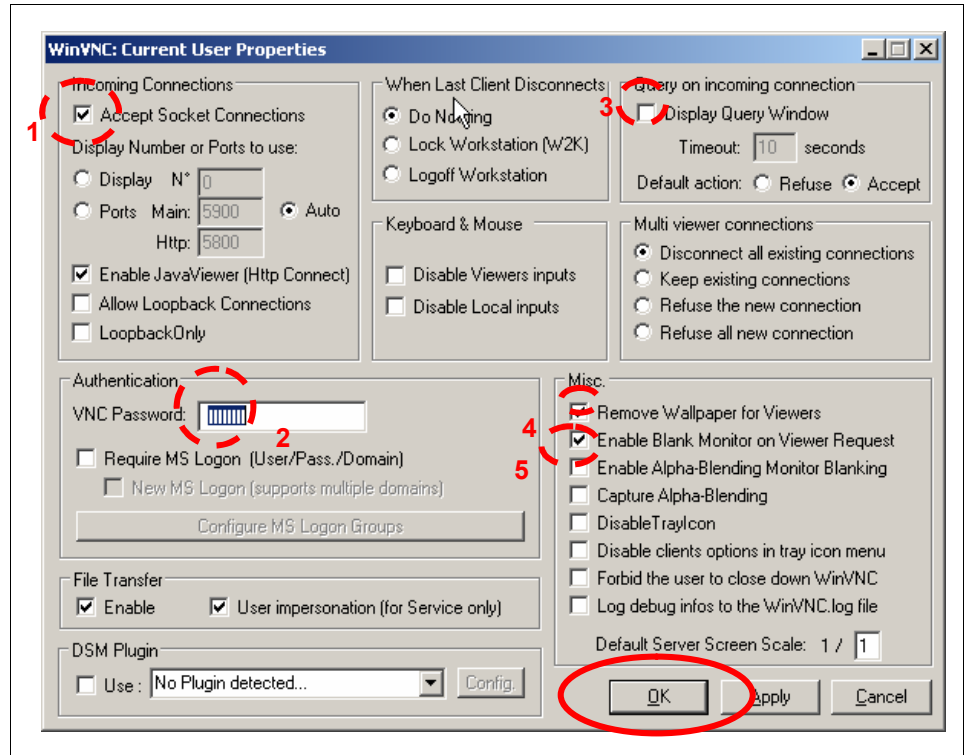 WinVNC: Current User Properties
Incoming Connections
1
Accept Socket Connections
Display Number or Ports to use:
Display N° 0
Ports Main: 5900 Auto
Http: 5800
Enable JavaViewer (Http Connect)
Allow Loopback Connections
LoopbackOnly
When Last Client Disconnects
Do Nothing
Lock Workstation (W2K)
Logoff Workstation
Keyboard & Mouse
Disable Viewers inputs
Disable Local inputs
Query on incoming connection
3
Display Query Window
Timeout: 10 seconds
Default action: Refuse Accept
Multi viewer connections
Disconnect all existing connections
Keep existing connections
Refuse the new connection
Refuse all new connection
Authentication
VNC Password:
2
Require MS Logon (User/Pass./Domain)
New MS Logon (supports multiple domains)
Configure MS Logon Groups
File Transfer
Enable User impersonation (for Service only)
DSM Plugin
Use : No Plugin detected... Config.
Misc.
Remove Wallpaper for Viewers
4
Enable Blank Monitor on Viewer Request
5
Enable Alpha-Blending Monitor Blanking
Capture Alpha-Blending
DisableTrayIcon
Disable clients options in tray icon menu
Forbid the user to close down WinVNC
Log debug infos to the WinVNC.log file
Default Server Screen Scale: 1 / 1
OK Apply Cancel